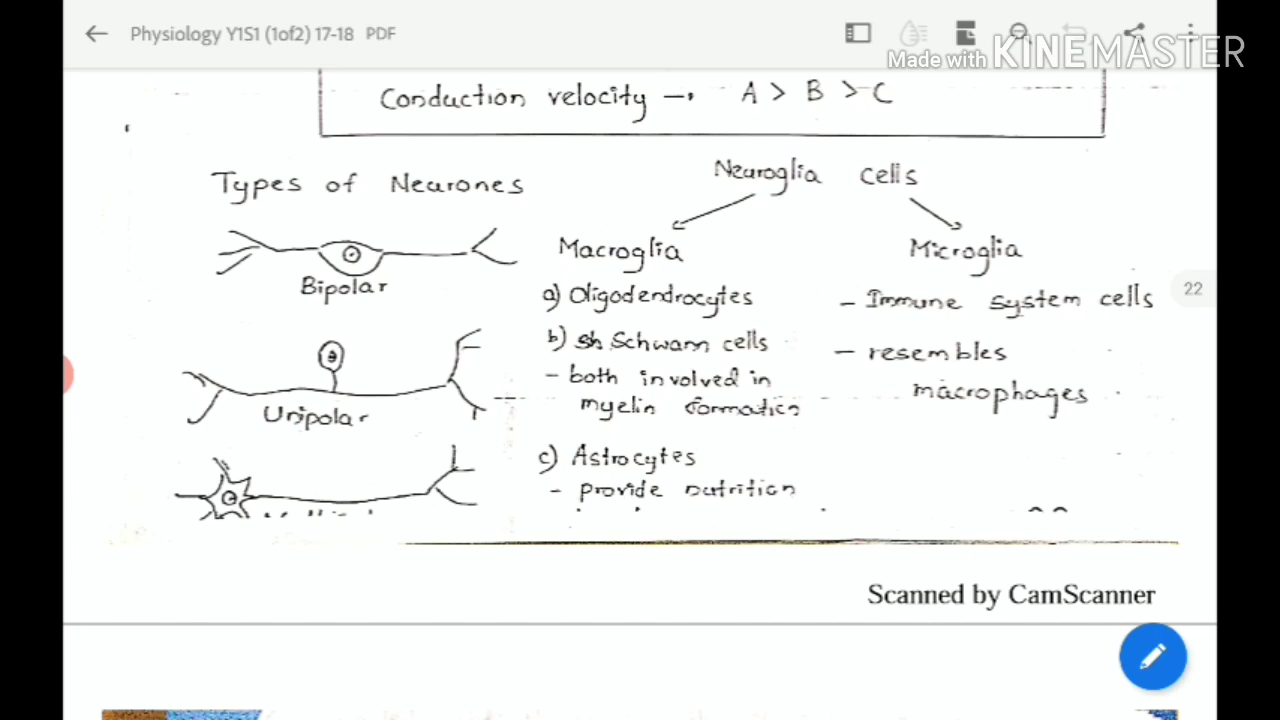 Physiology Y1S1 (1of2) 17-18 PDF
Made with KINEMASTER
Conduction velocity → A > B > C
Types of Neurones
Bipolar
Unipolar
Neuroglia cells
Macroglia
a) Oligodendrocytes
b) Schwann cells
- both involved in
myelin formation
c) Astrocytes
- provide nutrition
Microglia
- Immune system cells
- resembles
macrophages
22
Scanned by CamScanner